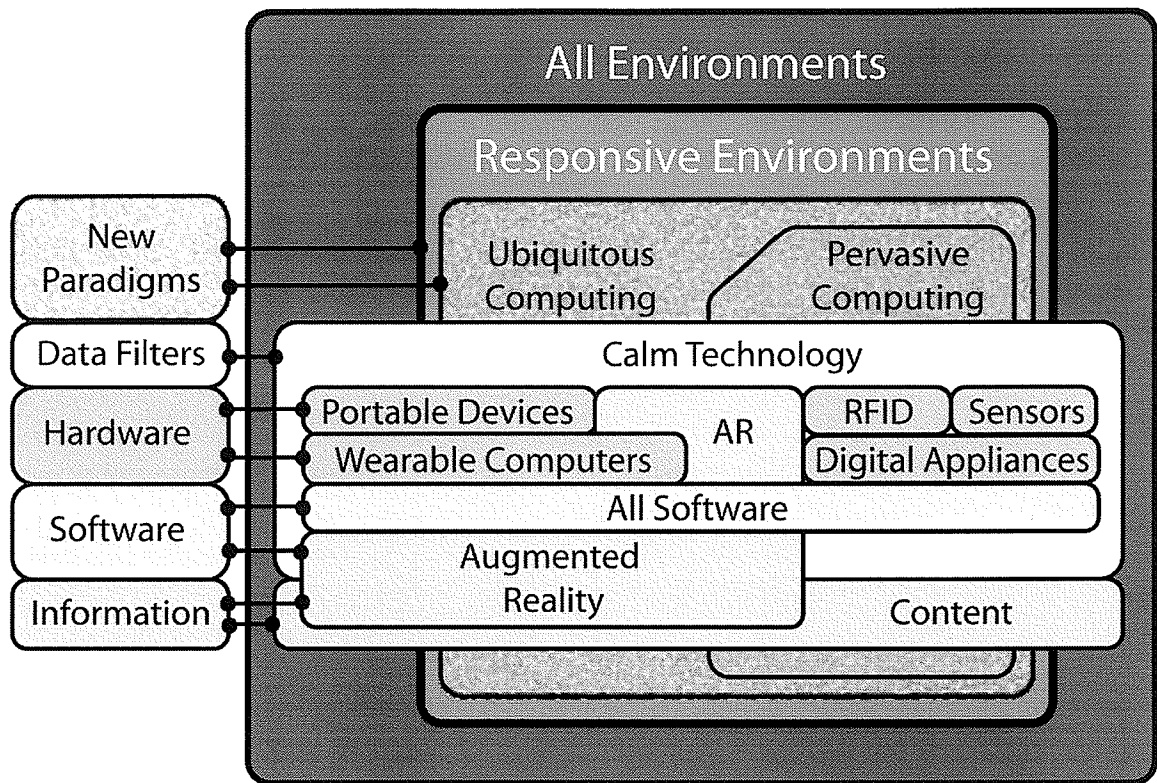 All Environments
Responsive Environments
New
Paradigms
Ubiquitous
Computing
Pervasive
Computing
Data Filters
Calm Technology
Hardware
Portable Devices
AR
RFID
Sensors
Wearable Computers
Digital Appliances
Software
All Software
Augmented
Reality
Information
Content